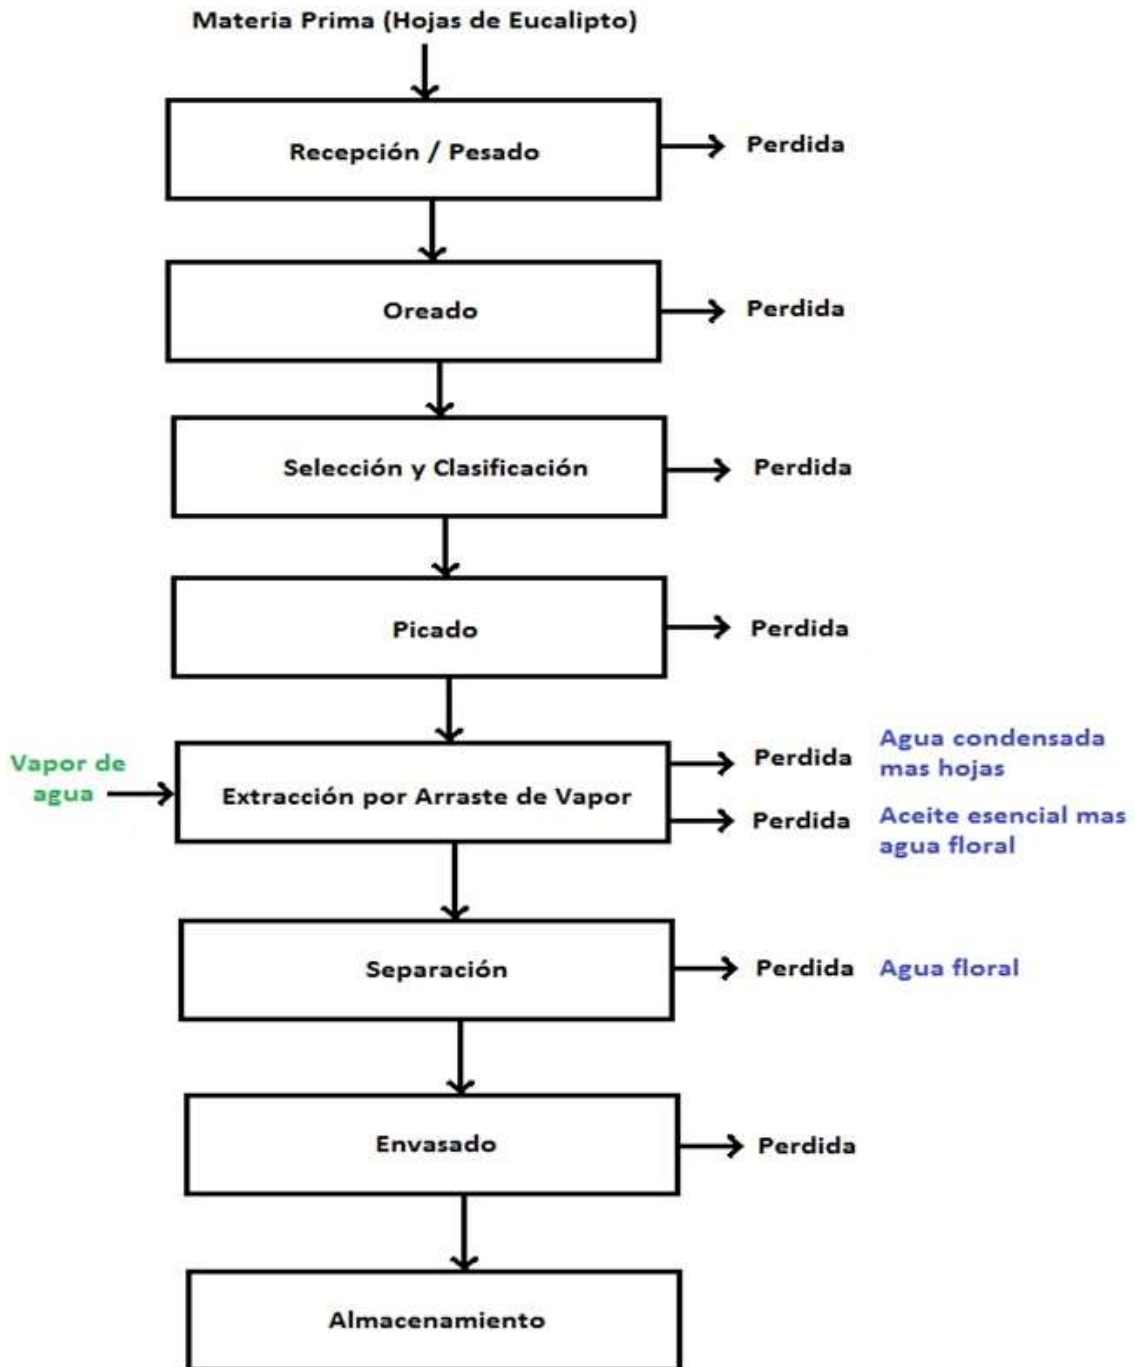 Materia Prima (Hojas de Eucalipto)
Recepción / Pesado
Perdida
Oreado
Perdida
Selección y Clasificación
Perdida
Picado
Perdida
Vapor de
agua
Extracción por Arraste de Vapor
Perdida
Agua condensada
mas hojas
Perdida
Aceite esencial mas
agua floral
Separación
Perdida
Agua floral
Envasado
Perdida
Almacenamiento